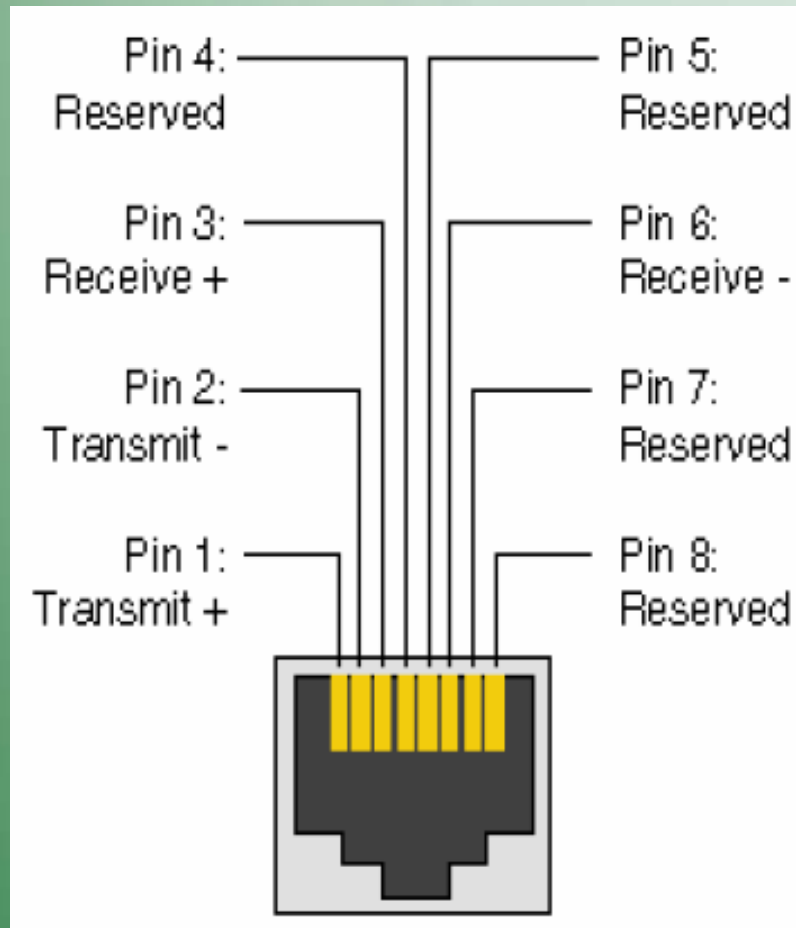 Pin 4:
Reserved
Pin 3:
Receive +
Pin 2:
Transmit -
Pin 1:
Transmit +
Pin 5:
Reserved
Pin 6:
Receive -
Pin 7:
Reserved
Pin 8:
Reserved